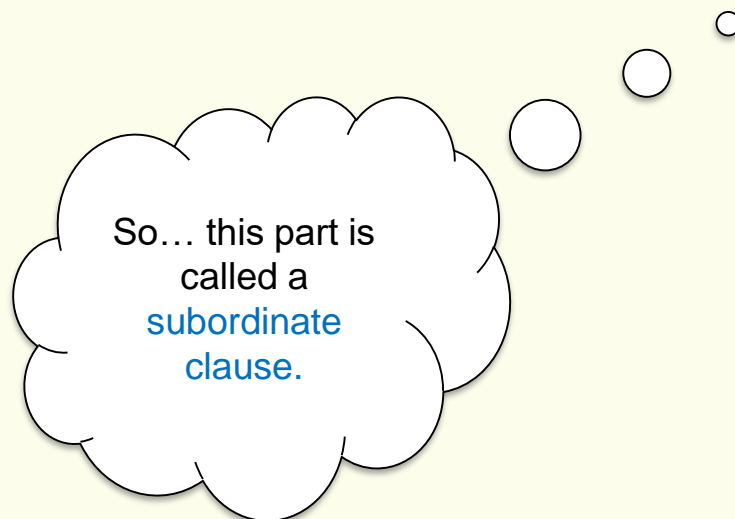 So… this part is
called a
subordinate
clause.